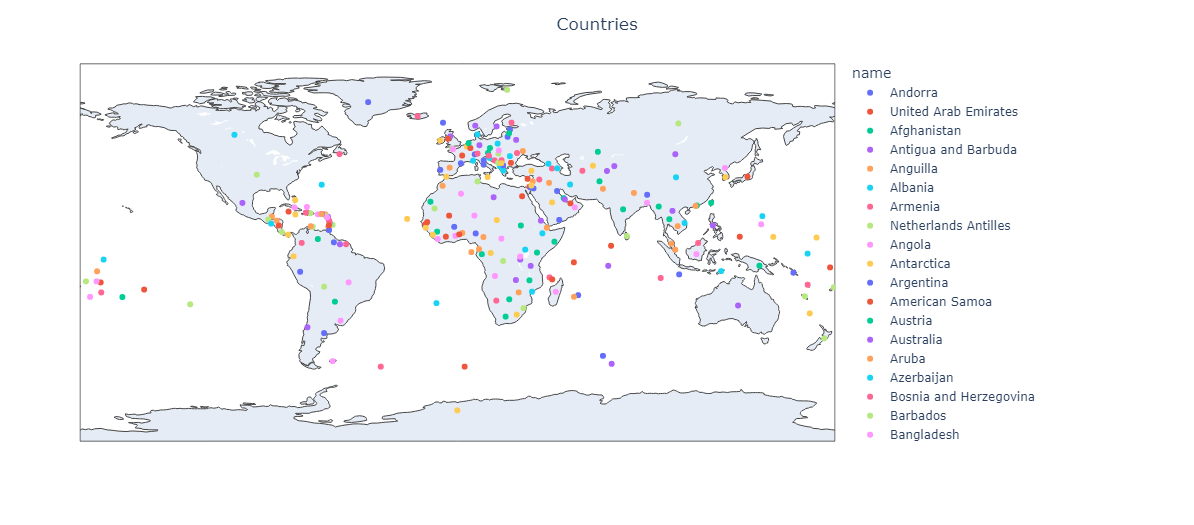 Countries
name
Andorra
United Arab Emirates
Afghanistan
Antigua and Barbuda
Anguilla
Albania
Armenia
Netherlands Antilles
Angola
Antarctica
Argentina
American Samoa
Austria
Australia
Aruba
Azerbaijan
Bosnia and Herzegovina
Barbados
Bangladesh